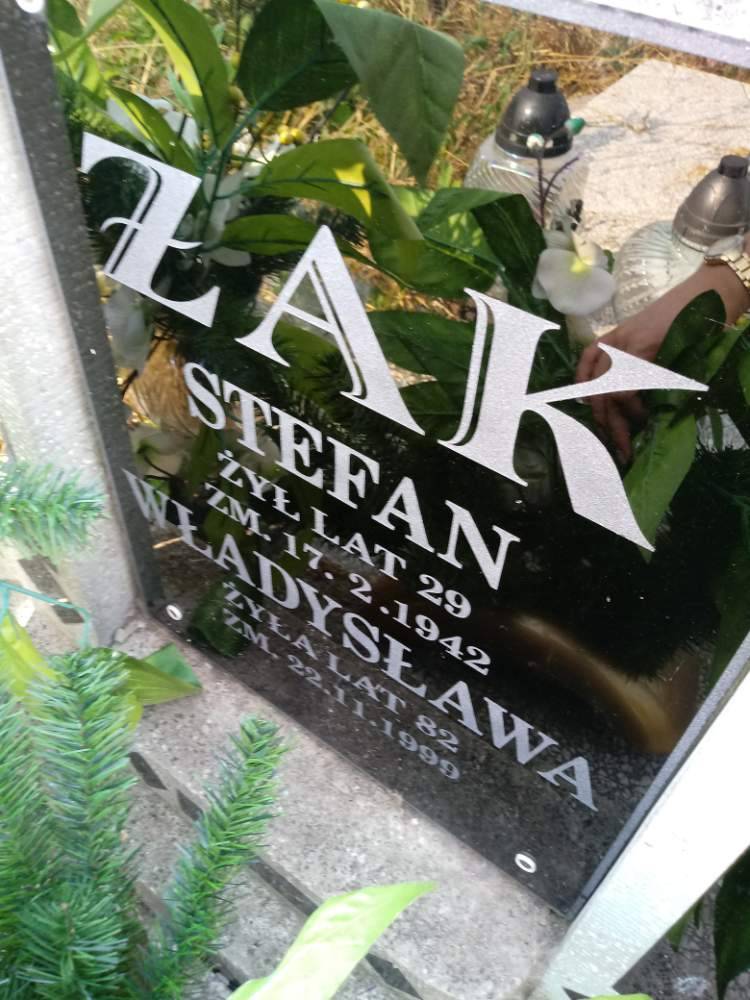 ŻAK
STEFAN
ŻYŁ LAT 29
ZM. 17. 2 .1942
WŁADYSŁAWA
ŻYŁA LAT 82
ZM. 22.11.1999